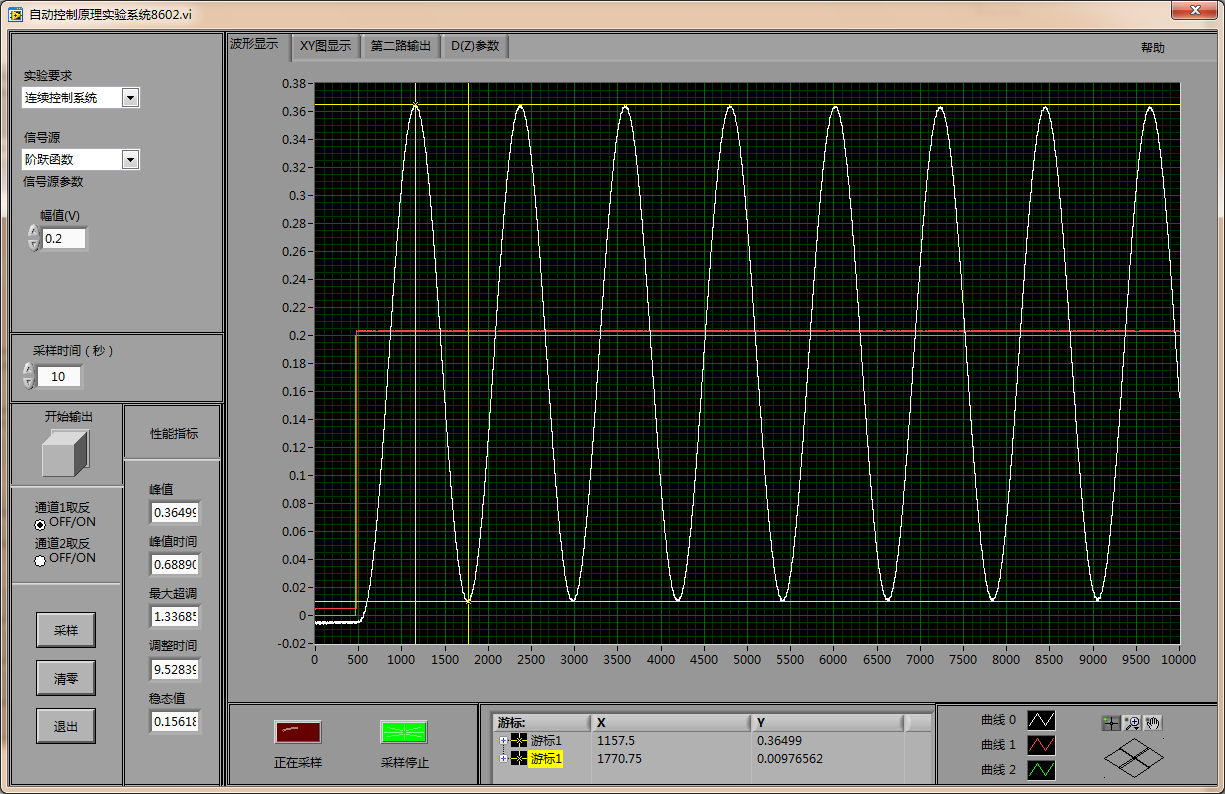 自动控制原理实验系统8602.vi
实验要求
连续控制系统
信号源
阶跃函数
信号源参数
幅值(V)
0.2
采样时间（秒）
10
开始输出
通道1取反
OFF/ON
通道2取反
OFF/ON
采样
清零
退出
性能指标
峰值
0.36499
峰值时间
0.68890
最大超调
1.33685
调整时间
9.52839
稳态值
0.15618
波形显示 XY图显示 第二路输出 D(Z)参数 帮助
0.38
0.36
0.34
0.32
0.3
0.28
0.26
0.24
0.22
0.2
0.18
0.16
0.14
0.12
0.1
0.08
0.06
0.04
0.02
0
-0.02
0 500 1000 1500 2000 2500 3000 3500 4000 4500 5000 5500 6000 6500 7000 7500 8000 8500 9000 9500 10000
正在采样 采样停止
游标: X Y
游标1 1157.5 0.36499
游标1 1770.75 0.00976562
曲线 0
曲线 1
曲线 2